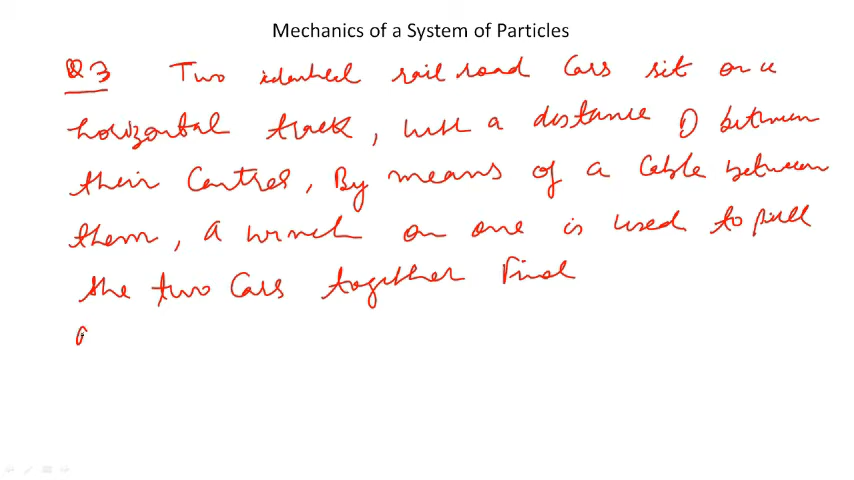 Mechanics of a System of Particles
Q3 Two identical rail road Cars sit on a
horizontal track, with a distance D between
their Centres, By means of a Cable between
them, a winch on one is used to pull
the two Cars together Find